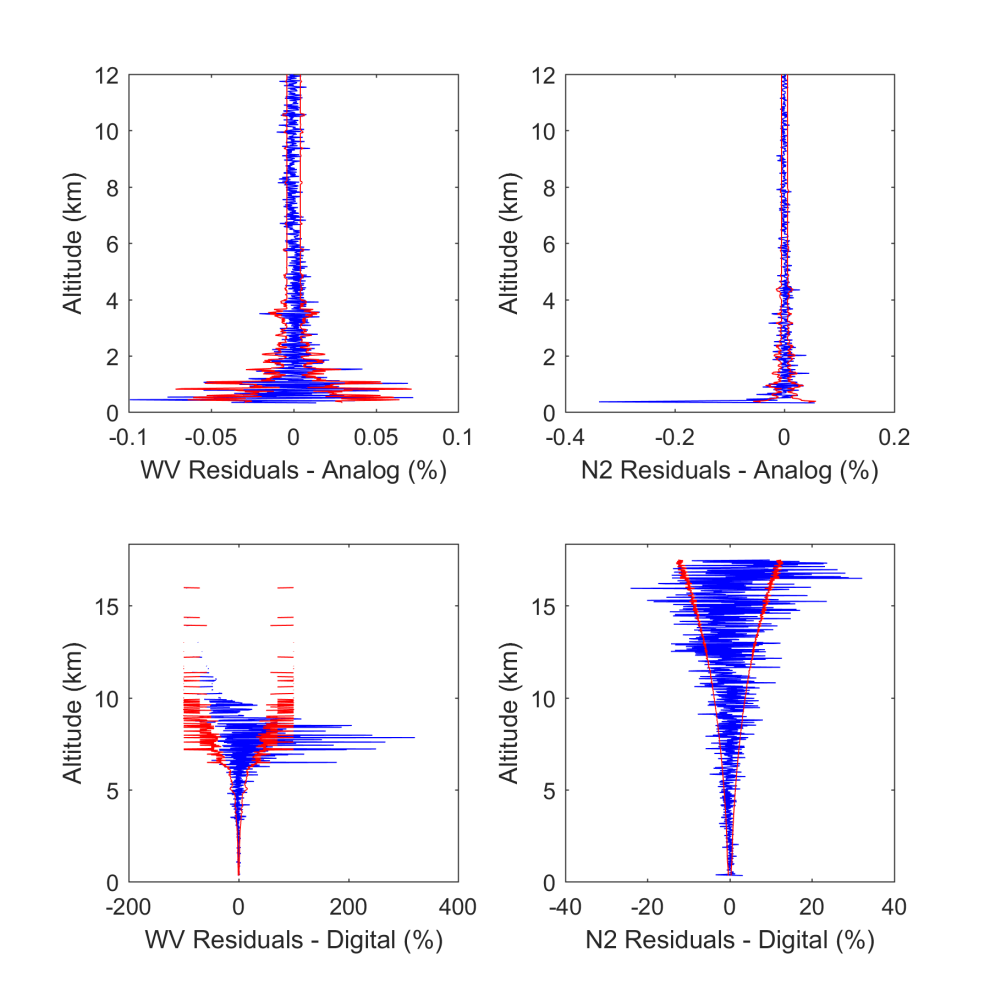 12
10
8
6
4
2
0
Altitude (km)
-0.1 -0.05 0 0.05 0.1
WV Residuals - Analog (%)
12
10
8
6
4
2
0
Altitude (km)
-0.4 -0.2 0 0.2
N2 Residuals - Analog (%)
15
10
5
0
Altitude (km)
-200 0 200 400
WV Residuals - Digital (%)
15
10
5
0
Altitude (km)
-40 -20 0 20 40
N2 Residuals - Digital (%)